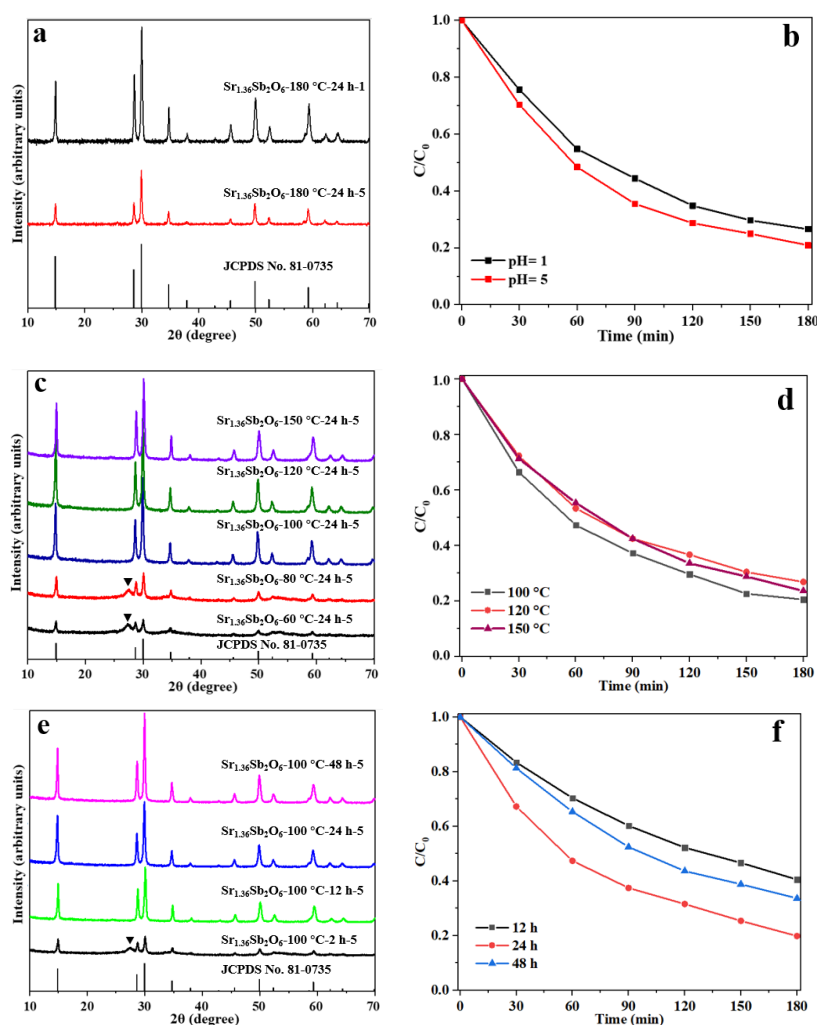 a
Intensity (arbitrary units)
Sr1.36Sb2O6-180 °C-24 h-1
Sr1.36Sb2O6-180 °C-24 h-5
JCPDS No. 81-0735
10 20 30 40 50 60 70
2θ (degree)
b
C/C0
1.0
0.8
0.6
0.4
0.2
0.0
pH= 1
pH= 5
0 30 60 90 120 150 180
Time (min)
c
Intensity (arbitrary units)
Sr1.36Sb2O6-150 °C-24 h-5
Sr1.36Sb2O6-120 °C-24 h-5
Sr1.36Sb2O6-100 °C-24 h-5
Sr1.36Sb2O6-80 °C-24 h-5
Sr1.36Sb2O6-60 °C-24 h-5
JCPDS No. 81-0735
10 20 30 40 50 60 70
2θ (degree)
d
C/C0
1.0
0.8
0.6
0.4
0.2
0.0
100 °C
120 °C
150 °C
0 30 60 90 120 150 180
Time (min)
e
Intensity (arbitrary units)
Sr1.36Sb2O6-100 °C-48 h-5
Sr1.36Sb2O6-100 °C-24 h-5
Sr1.36Sb2O6-100 °C-12 h-5
Sr1.36Sb2O6-100 °C-2 h-5
JCPDS No. 81-0735
10 20 30 40 50 60 70
2θ (degree)
f
C/C0
1.0
0.8
0.6
0.4
0.2
0.0
12 h
24 h
48 h
0 30 60 90 120 150 180
Time (min)